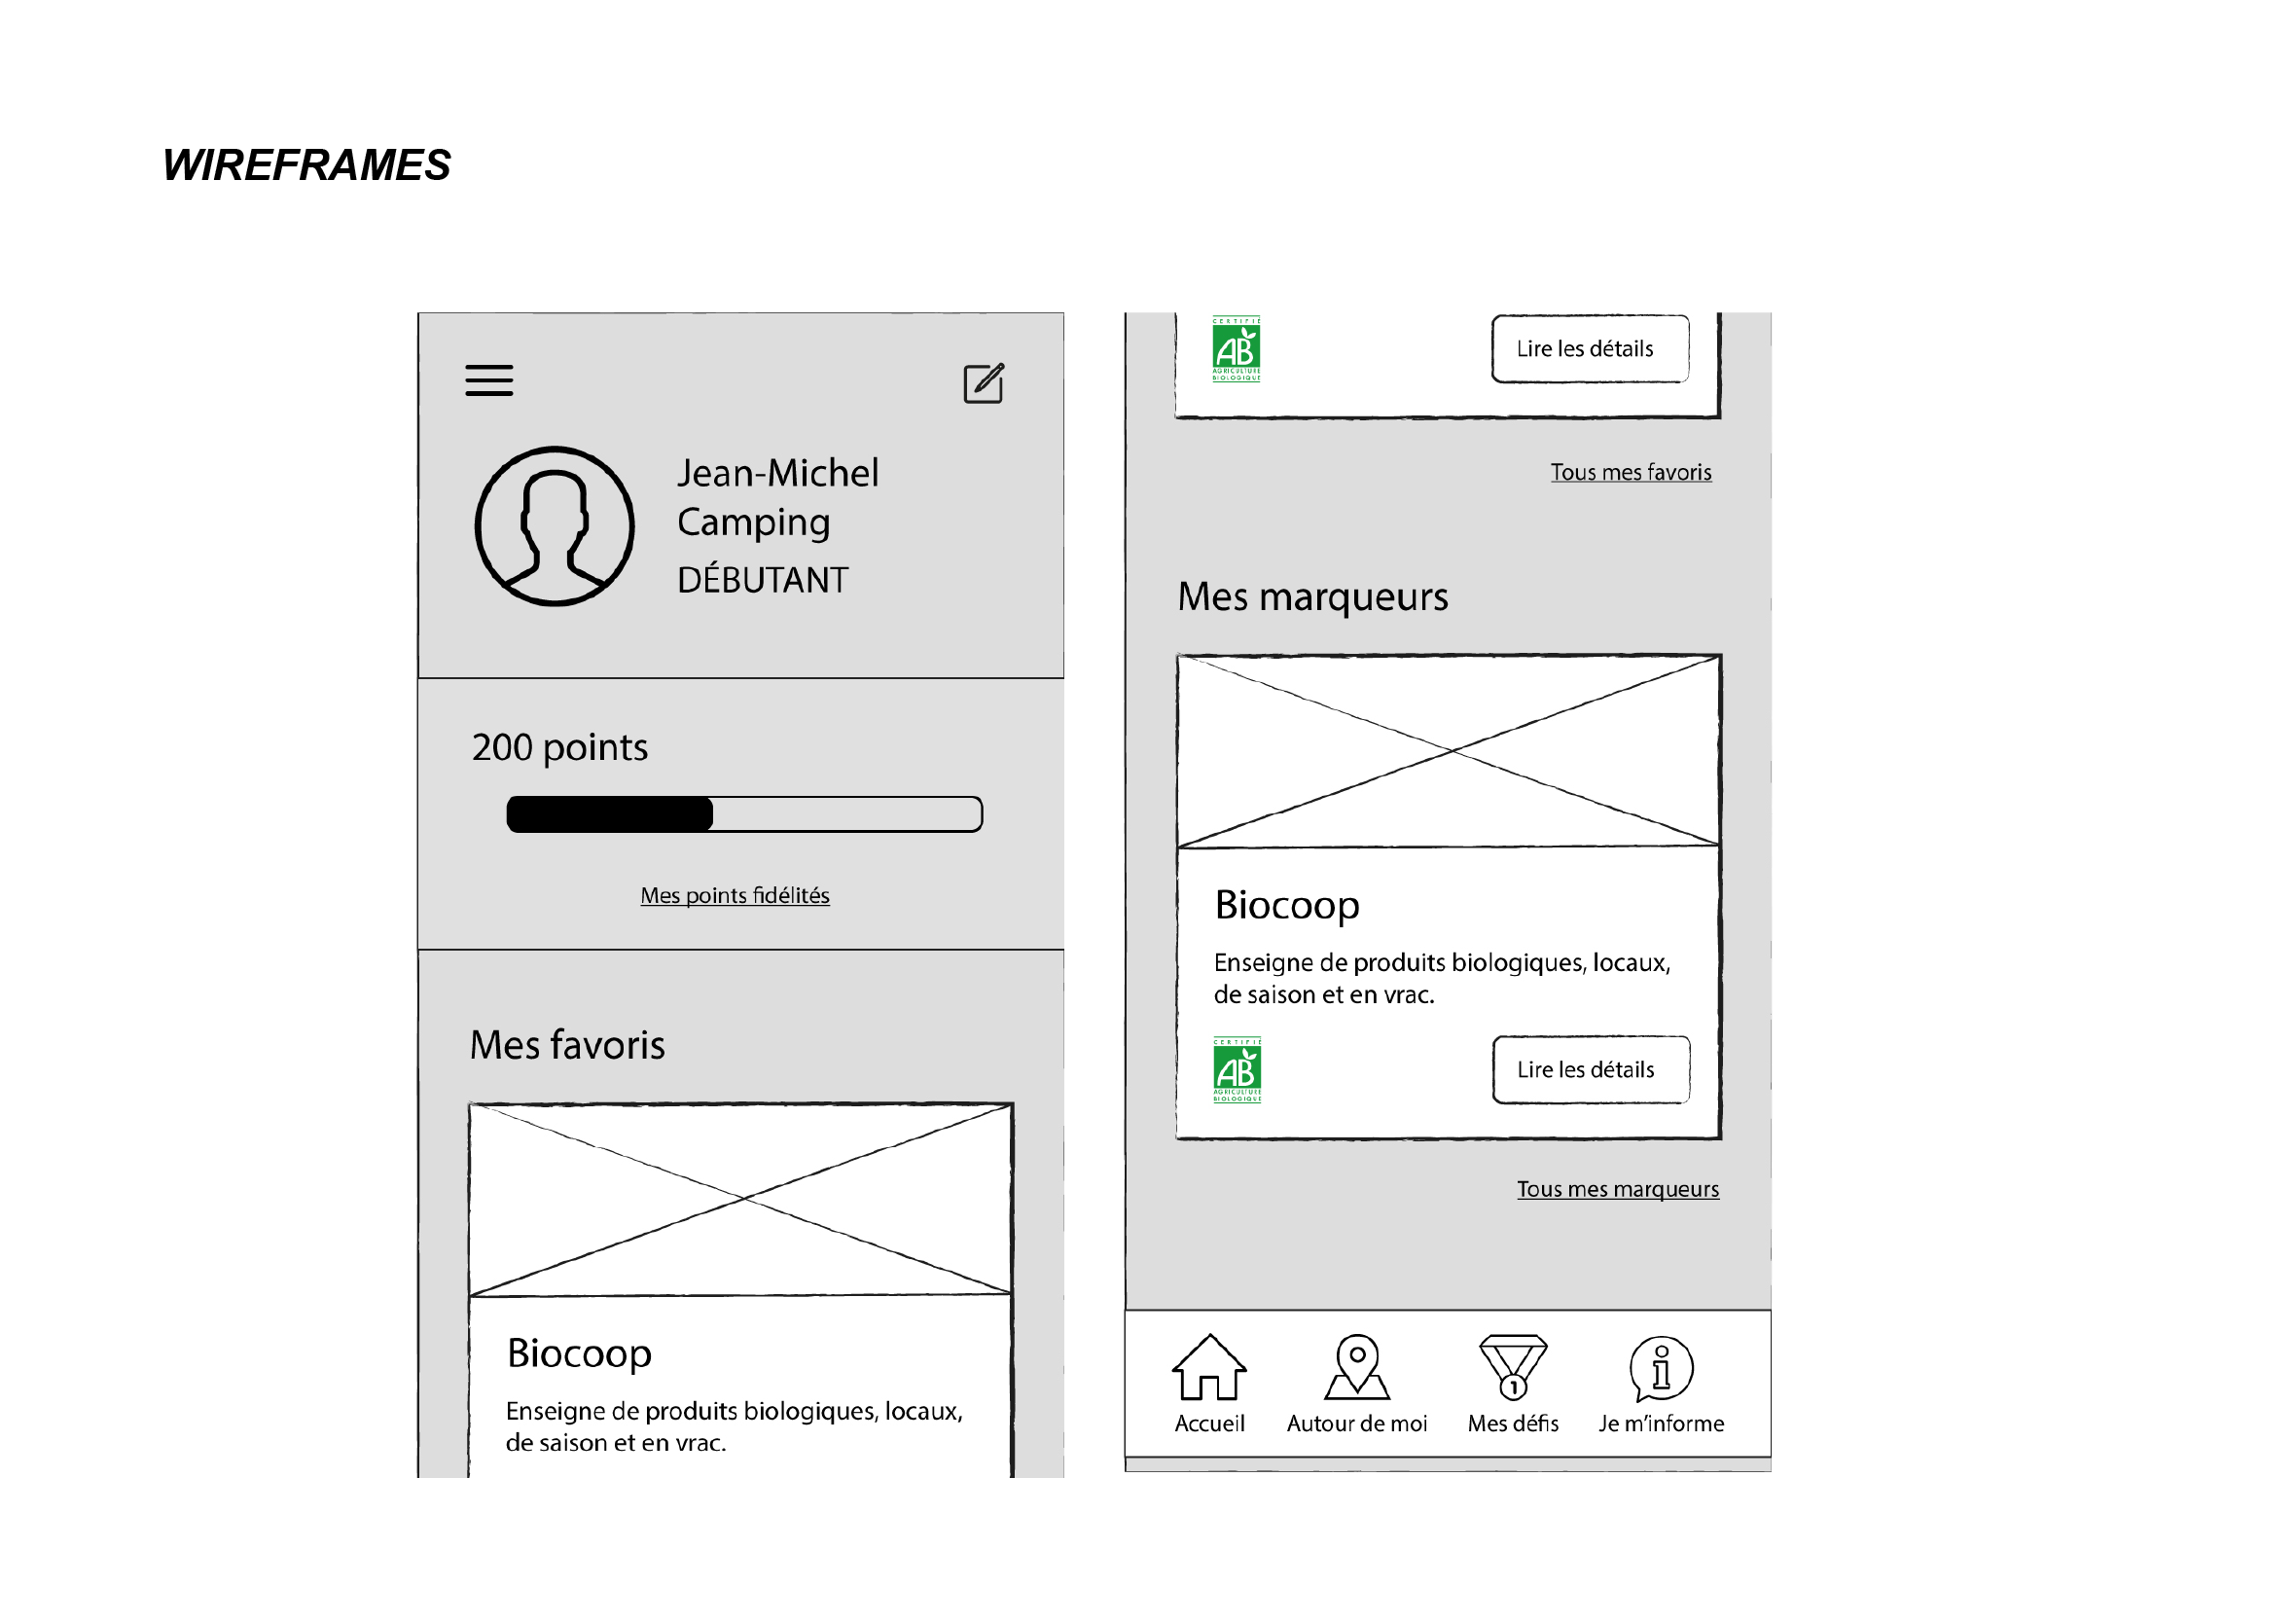 WIREFRAMES
Jean-Michel
Camping
DÉBUTANT
200 points
Mes points fidélités
Mes favoris
Biocoop
Enseigne de produits biologiques, locaux,
de saison et en vrac.
CERTIFIÉ
AB
AGRICULTURE
BIOLOGIQUE
Lire les détails
Tous mes favoris
Mes marqueurs
Biocoop
Enseigne de produits biologiques, locaux,
de saison et en vrac.
CERTIFIÉ
AB
AGRICULTURE
BIOLOGIQUE
Lire les détails
Tous mes marqueurs
1
Accueil
Autour de moi
Mes défis
Je m’informe